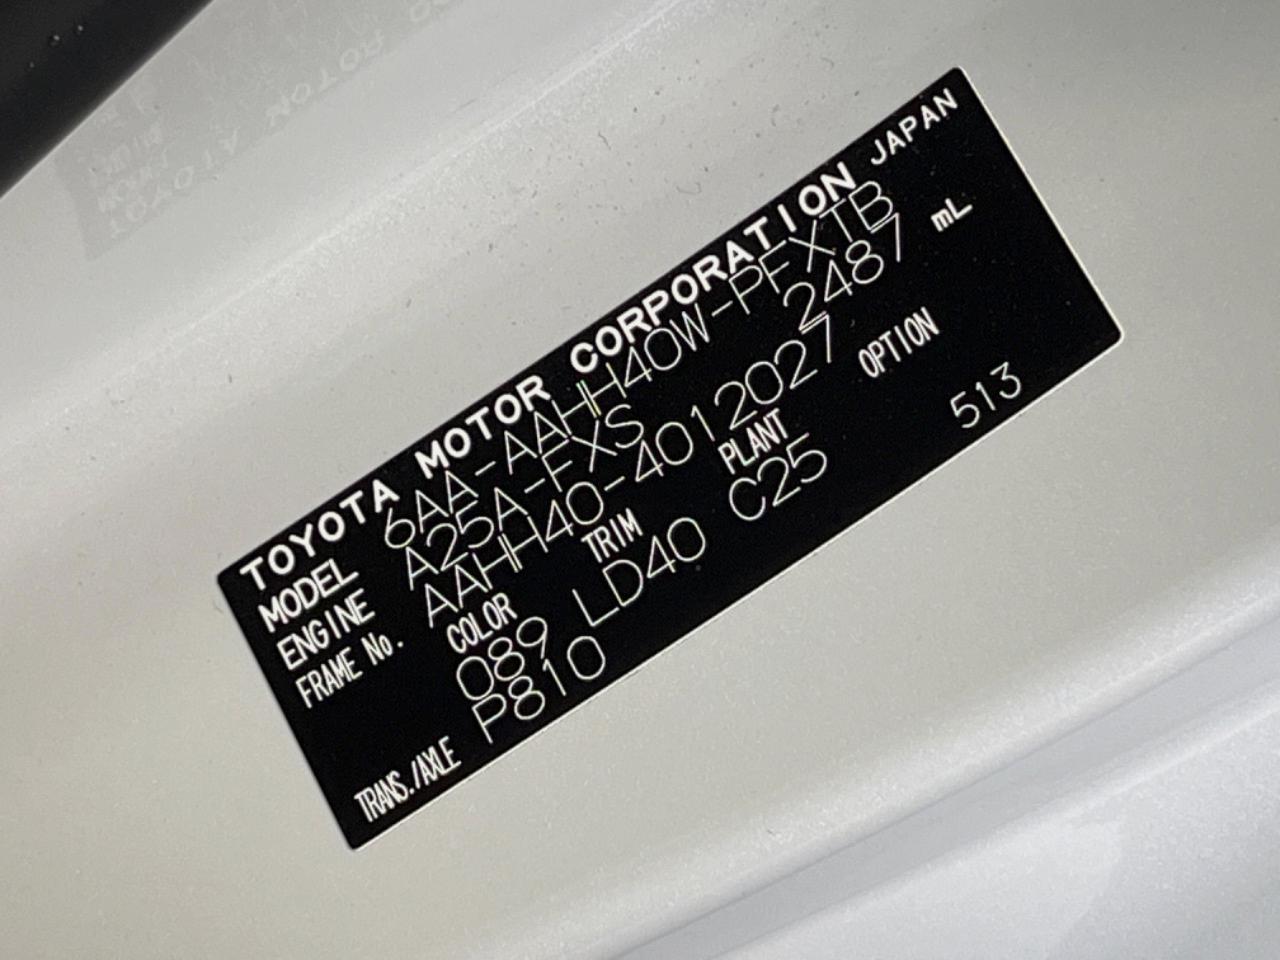 TOYOTA MOTOR CORPORATION JAPAN
MODEL 6AA-AAHH40W-PFXTB
ENGINE A25A-FXS 2487 mL
FRAME No. AAHH40-4012027
COLOR TRIM PLANT OPTION
089 LD40 C25 513
TRANS./AXLE P810